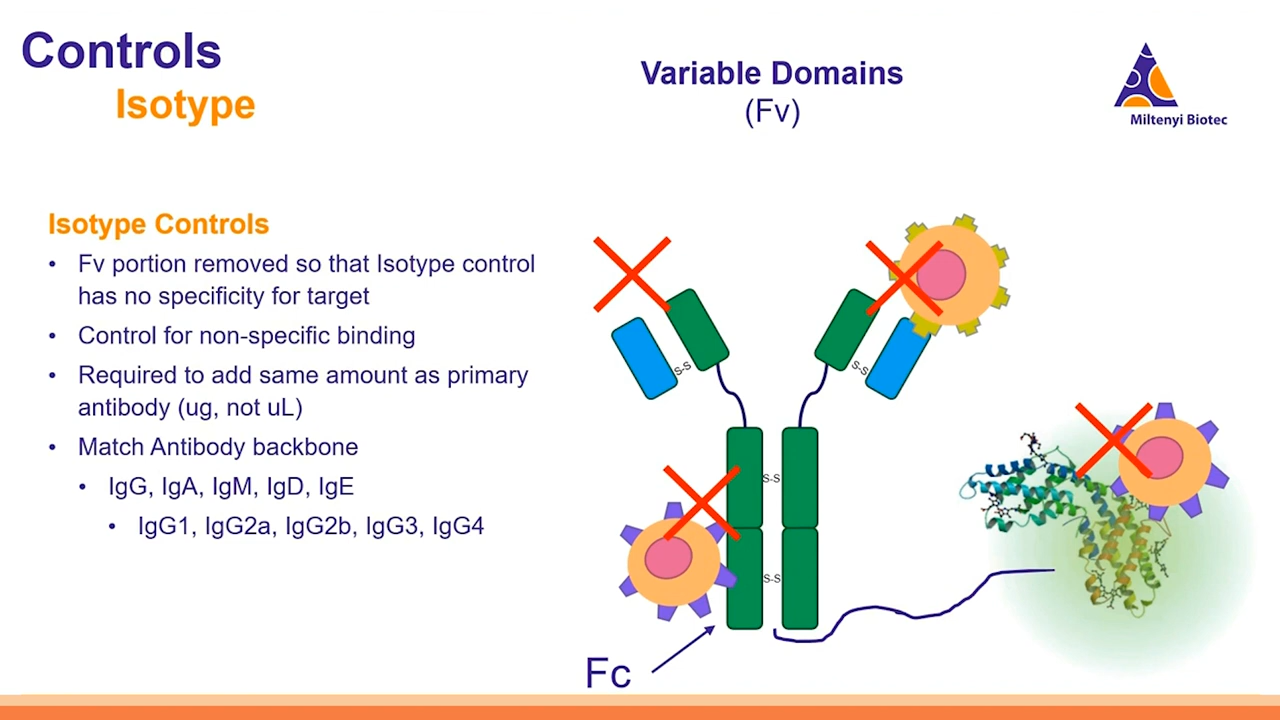 Controls
Isotype
Variable Domains
(Fv)
Miltenyi Biotec
Isotype Controls
• Fv portion removed so that Isotype control
has no specificity for target
• Control for non-specific binding
• Required to add same amount as primary
antibody (ug, not uL)
• Match Antibody backbone
• IgG, IgA, IgM, IgD, IgE
• IgG1, IgG2a, IgG2b, IgG3, IgG4
S-S
S-S
S-S
S-S
Fc